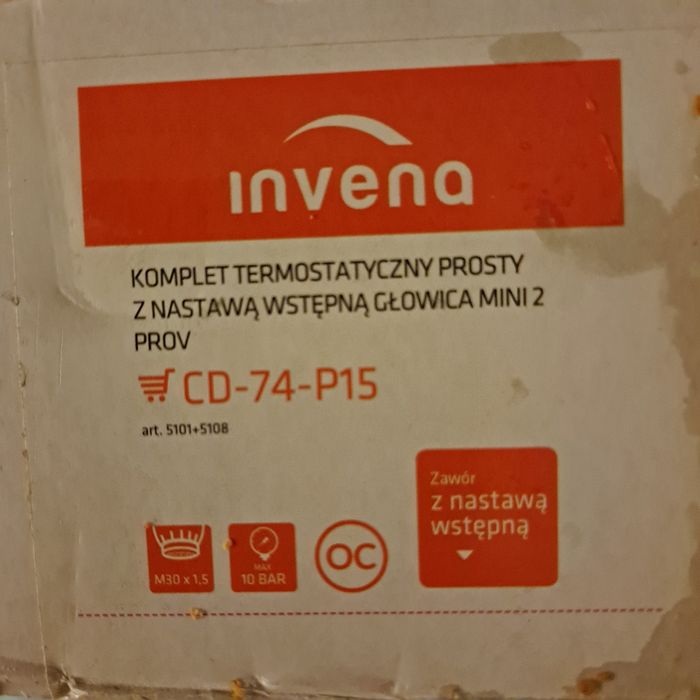 invena
KOMPLET TERMOSTATYCZNY PROSTY
Z NASTAWĄ WSTĘPNĄ GŁOWICA MINI 2
PROV
CD-74-P15
art. 5101+5108
Zawór
z nastawą
wstępną
M30 x 1,5
MAX
10 BAR
OC